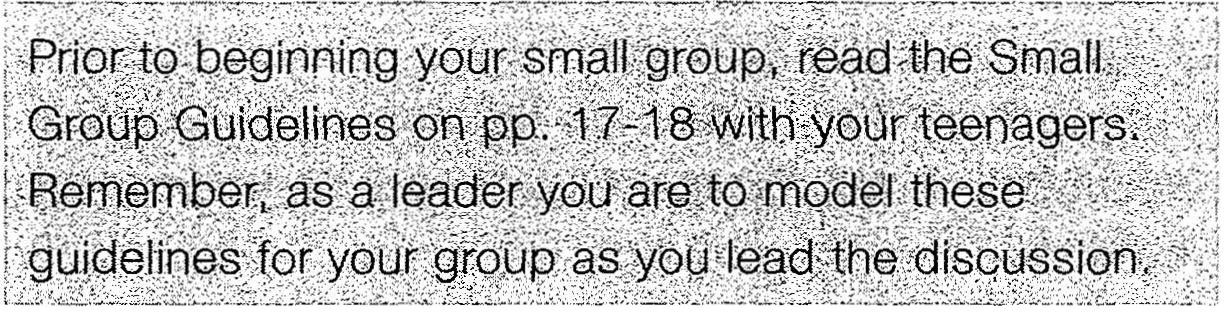 Prior to beginning your small group, read the Small
Group Guidelines on pp. 17-18 with your teenagers.
Remember, as a leader you are to model these
guidelines for your group as you lead the discussion.